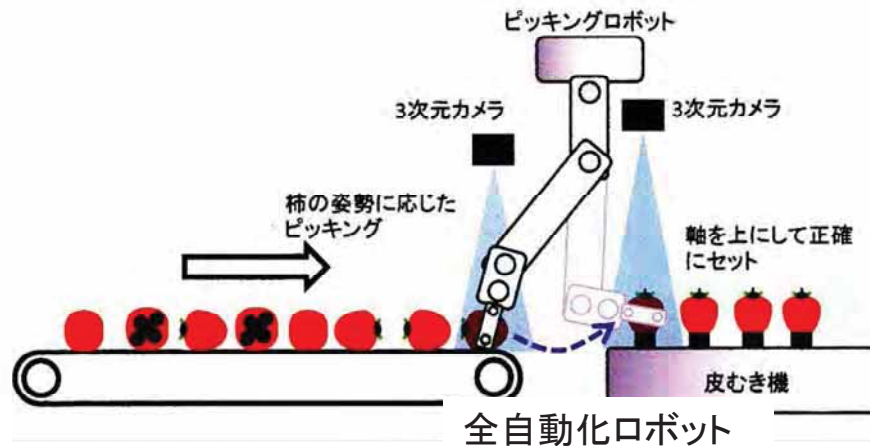 ピッキングロボット
3次元カメラ
3次元カメラ
柿の姿勢に応じた
ピッキング
軸を上にして正確
にセット
皮むき機
全自動化ロボット